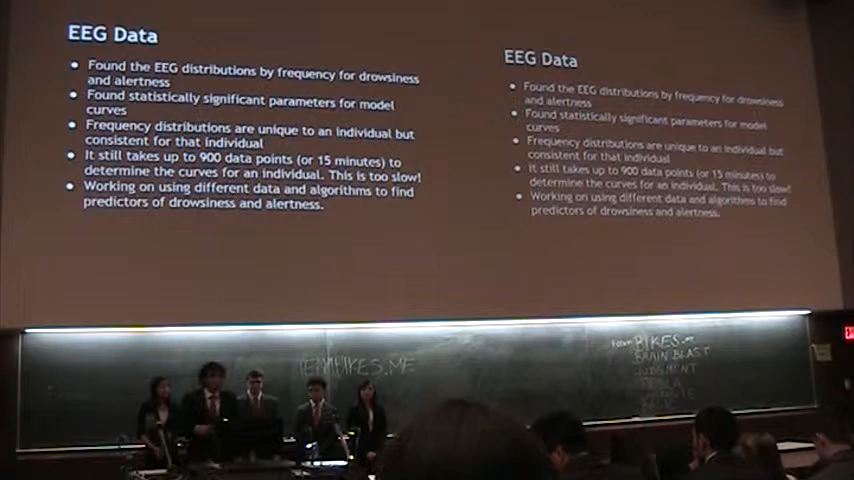 EEG Data
● Found the EEG distributions by frequency for drowsiness
and alertness
● Found statistically significant parameters for model
curves
● Frequency distributions are unique to an individual but
consistent for that individual
● It still takes up to 900 data points (or 15 minutes) to
determine the curves for an individual. This is too slow!
● Working on using different data and algorithms to find
predictors of drowsiness and alertness.
EEG Data
● Found the EEG distributions by frequency for drowsiness
and alertness
● Found statistically significant parameters for model
curves
● Frequency distributions are unique to an individual but
consistent for that individual
● It still takes up to 900 data points (or 15 minutes) to
determine the curves for an individual. This is too slow!
● Working on using different data and algorithms to find
predictors of drowsiness and alertness.
BIKES.ME
BRAIN BLAST
JUDGMENT